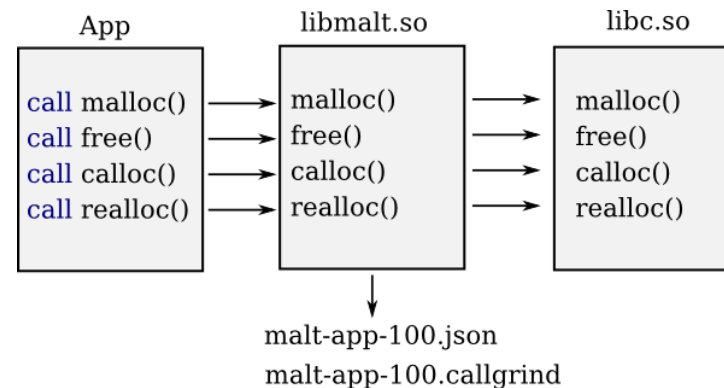 App
call malloc()
call free()
call calloc()
call realloc()
libmalt.so
malloc()
free()
calloc()
realloc()
libc.so
malloc()
free()
calloc()
realloc()
malt-app-100.json
malt-app-100.callgrind